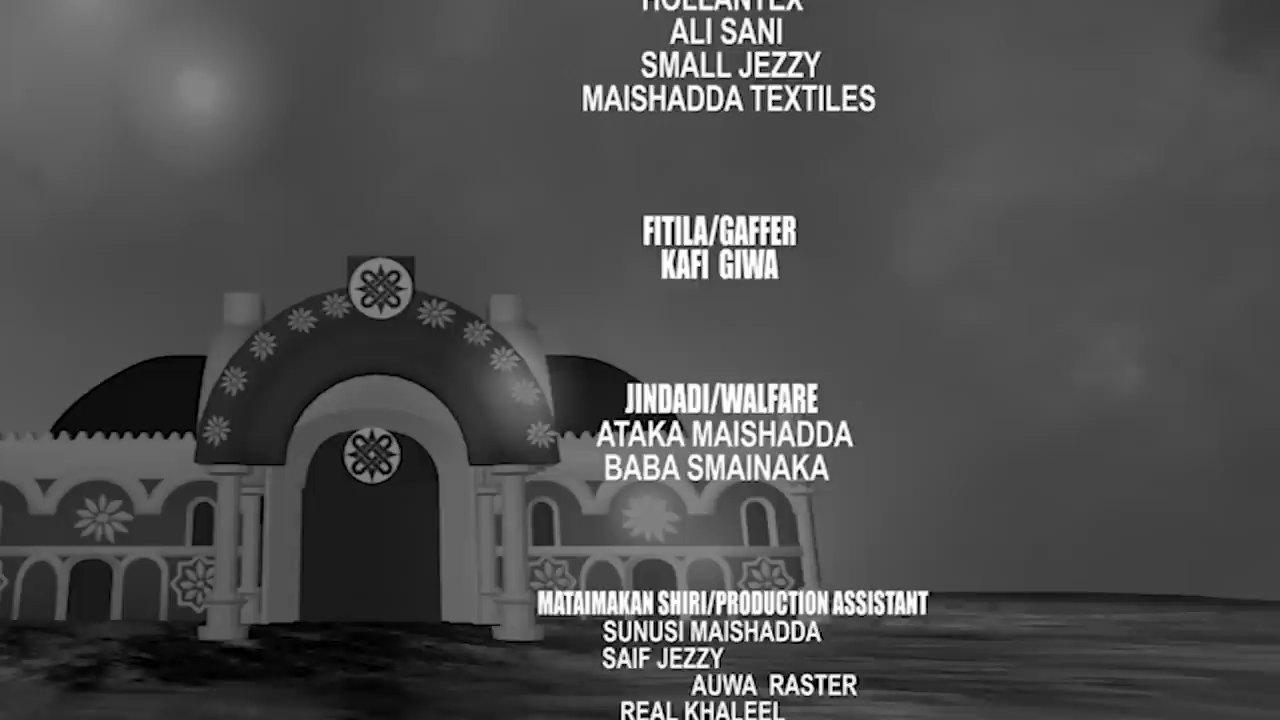 HOLLANTEX
ALI SANI
SMALL JEZZY
MAISHADDA TEXTILES
FITILA/GAFFER
KAFI GIWA
JINDADI/WALFARE
ATAKA MAISHADDA
BABA SMAINAKA
MATAIMAKAN SHIRI/PRODUCTION ASSISTANT
SUNUSI MAISHADDA
SAIF JEZZY
AUWA RASTER
REAL KHALEEL